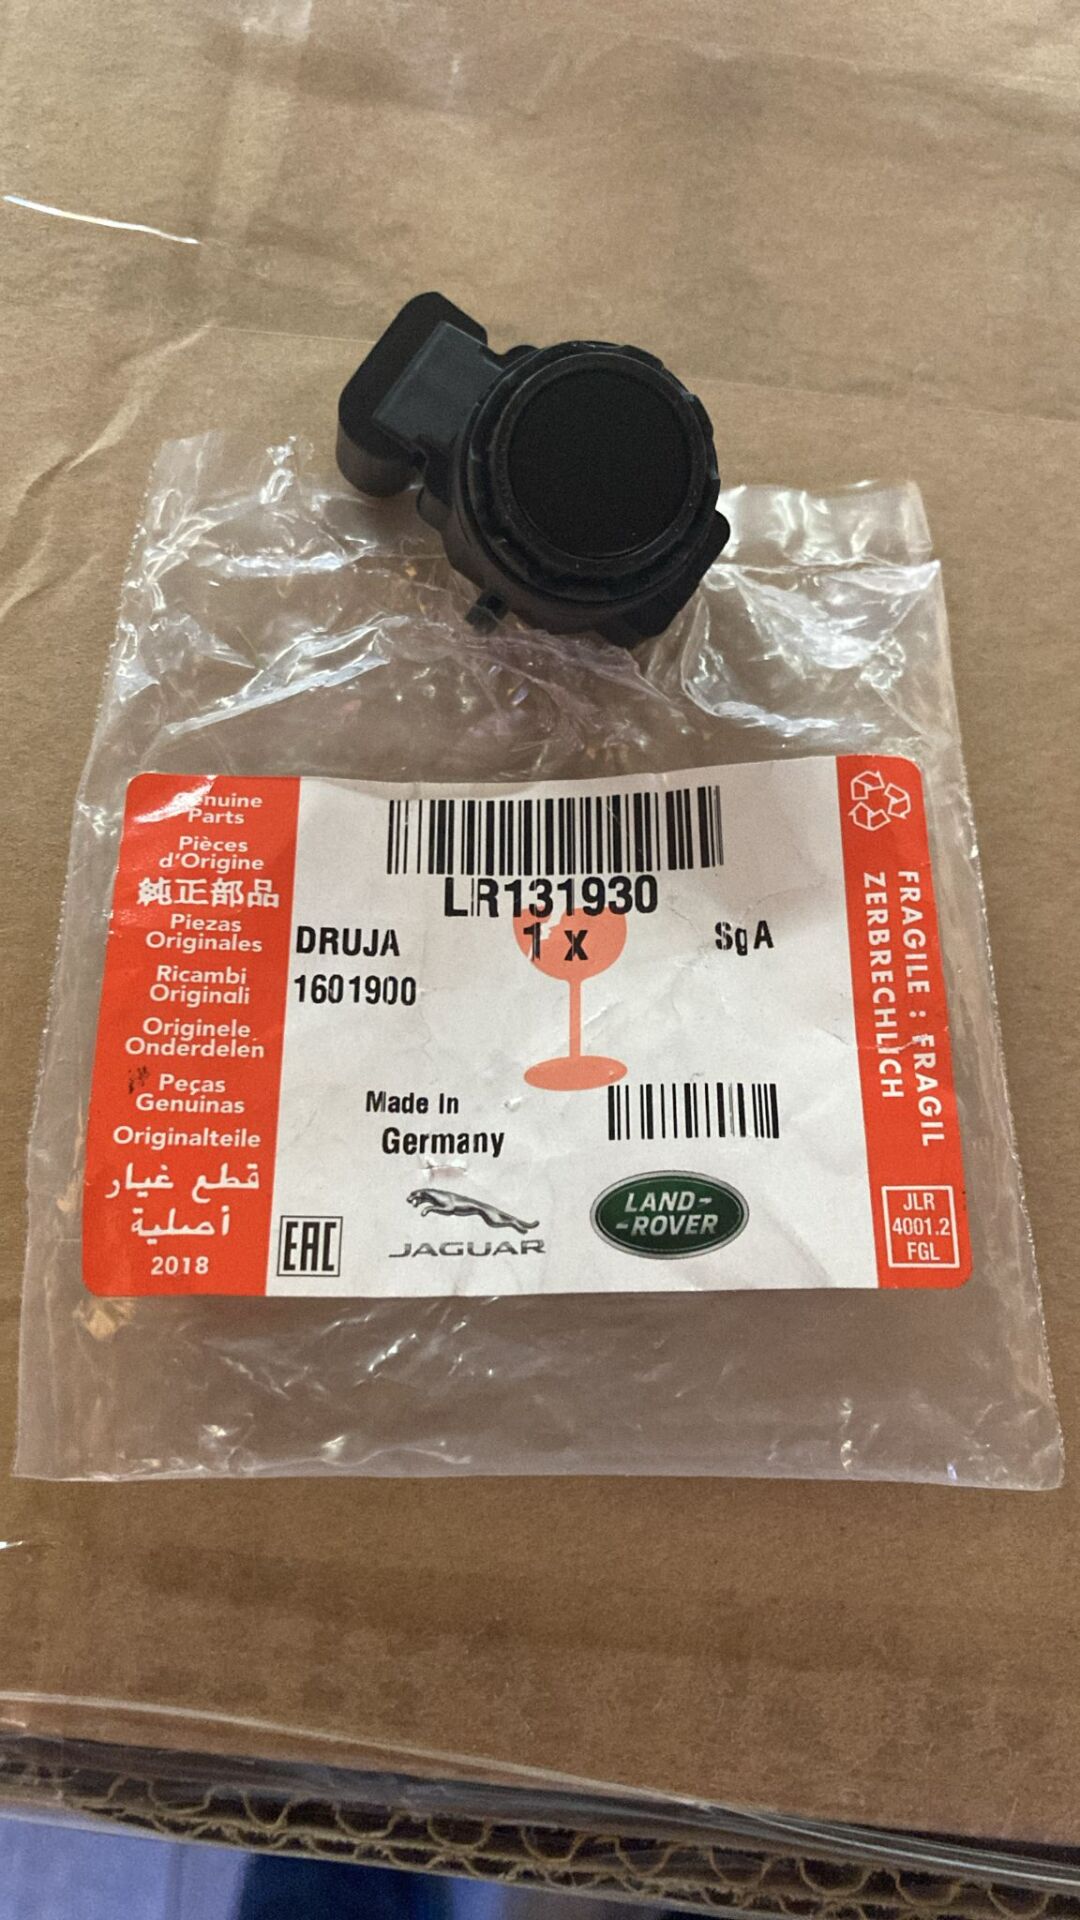 Genuine
Parts
Pièces
d'Origine
純正部品
Piezas
Originales
Ricambi
Originali
Originele
Onderdelen
Peças
Genuinas
Originalteile
قطع غيار
أصلية
2018
LR131930
DRUJA 1 x SgA
1601900
Made In
Germany
EAC
JAGUAR
LAND-
-ROVER
FRAGILE : FRAGIL
ZERBRECHLICH
JLR
4001.2
FGL